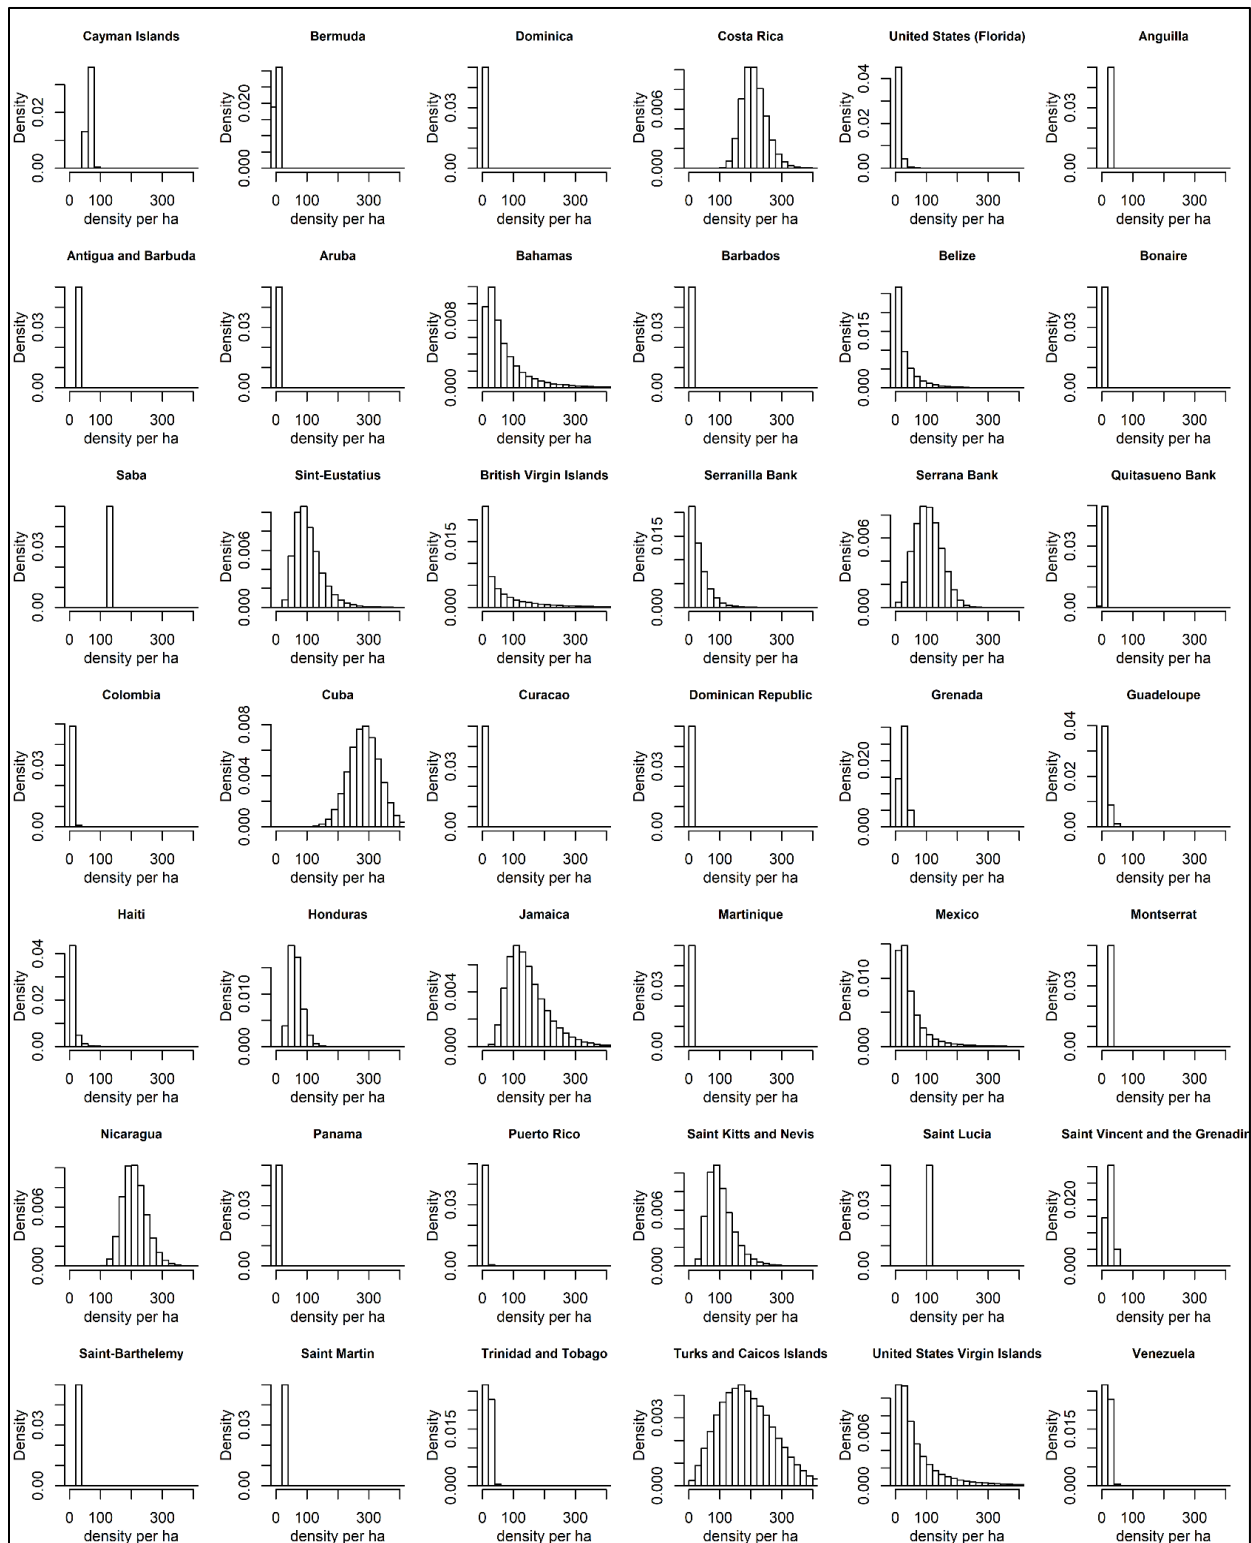 Cayman Islands Bermuda Dominica Costa Rica United States (Florida) Anguilla
Density 0.00 0.02 Density 0.000 0.020 Density 0.00 0.03 Density 0.000 0.006 Density 0.00 0.02 0.04 Density 0.00 0.03
0 100 300 0 100 300 0 100 300 0 100 300 0 100 300 0 100 300
density per ha density per ha density per ha density per ha density per ha density per ha
Antigua and Barbuda Aruba Bahamas Barbados Belize Bonaire
Density 0.00 0.03 Density 0.00 0.03 Density 0.000 0.008 Density 0.00 0.03 Density 0.000 0.015 Density 0.00 0.03
0 100 300 0 100 300 0 100 300 0 100 300 0 100 300 0 100 300
density per ha density per ha density per ha density per ha density per ha density per ha
Saba Sint-Eustatius British Virgin Islands Serranilla Bank Serrana Bank Quitasueno Bank
Density 0.00 0.03 Density 0.000 0.006 Density 0.000 0.015 Density 0.000 0.015 Density 0.000 0.006 Density 0.00 0.03
0 100 300 0 100 300 0 100 300 0 100 300 0 100 300 0 100 300
density per ha density per ha density per ha density per ha density per ha density per ha
Colombia Cuba Curacao Dominican Republic Grenada Guadeloupe
Density 0.00 0.03 Density 0.000 0.004 0.008 Density 0.00 0.03 Density 0.00 0.03 Density 0.000 0.020 Density 0.00 0.02 0.04
0 100 300 0 100 300 0 100 300 0 100 300 0 100 300 0 100 300
density per ha density per ha density per ha density per ha density per ha density per ha
Haiti Honduras Jamaica Martinique Mexico Montserrat
Density 0.00 0.02 0.04 Density 0.000 0.010 Density 0.000 0.004 Density 0.00 0.03 Density 0.000 0.010 Density 0.00 0.03
0 100 300 0 100 300 0 100 300 0 100 300 0 100 300 0 100 300
density per ha density per ha density per ha density per ha density per ha density per ha
Nicaragua Panama Puerto Rico Saint Kitts and Nevis Saint Lucia Saint Vincent and the Grenadin
Density 0.000 0.006 Density 0.00 0.03 Density 0.00 0.03 Density 0.000 0.006 Density 0.00 0.03 Density 0.000 0.020
0 100 300 0 100 300 0 100 300 0 100 300 0 100 300 0 100 300
density per ha density per ha density per ha density per ha density per ha density per ha
Saint-Barthelemy Saint Martin Trinidad and Tobago Turks and Caicos Islands United States Virgin Islands Venezuela
Density 0.00 0.03 Density 0.00 0.03 Density 0.000 0.015 Density 0.000 0.003 Density 0.000 0.006 Density 0.000 0.015
0 100 300 0 100 300 0 100 300 0 100 300 0 100 300 0 100 300
density per ha density per ha density per ha density per ha density per ha density per ha